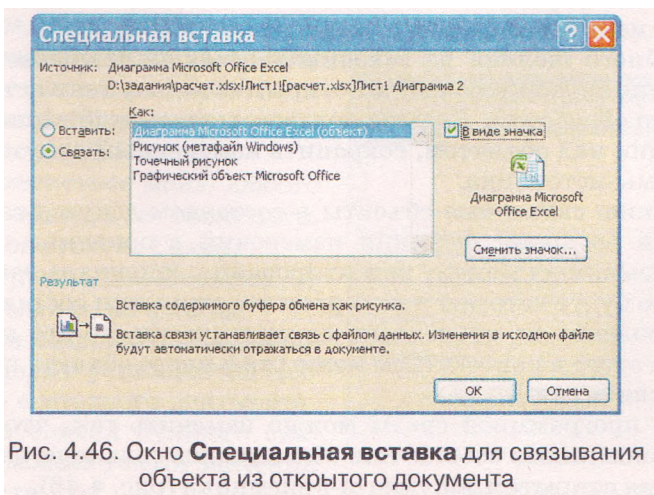 Специальная вставка
Источник: Диаграмма Microsoft Office Excel
D:\задания\расчет.xlsx!Лист1![расчет.xlsx]Лист1 Диаграмма 2
Как:
Вставить:
Связать:
Диаграмма Microsoft Office Excel (объект)
Рисунок (метафайл Windows)
Точечный рисунок
Графический объект Microsoft Office
В виде значка
Диаграмма Microsoft
Office Excel
Сменить значок...
Результат
Вставка содержимого буфера обмена как рисунка.
Вставка связи устанавливает связь с файлом данных. Изменения в исходном файле
будут автоматически отражаться в документе.
ОК
Отмена
Рис. 4.46. Окно Специальная вставка для связывания
объекта из открытого документа